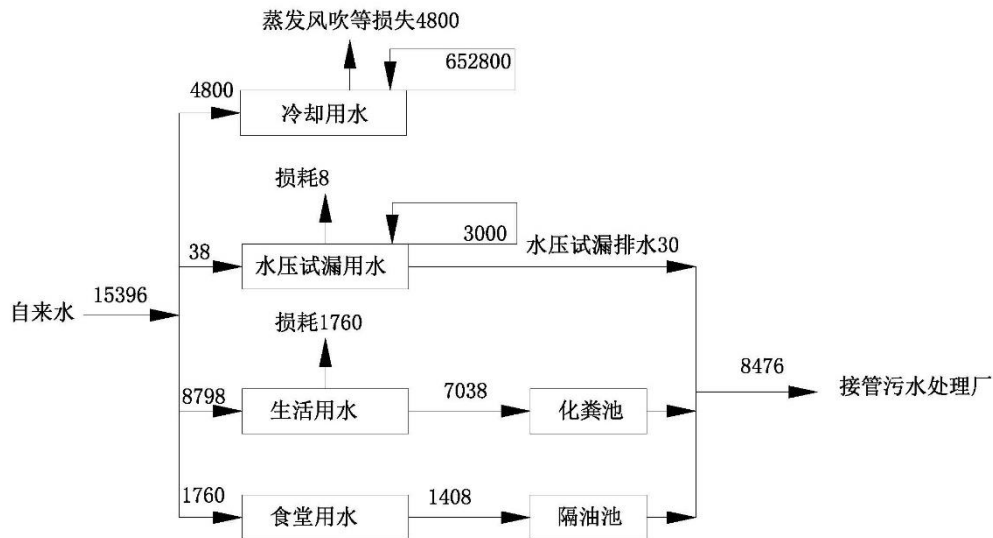 蒸发风吹等损失4800
652800
4800
冷却用水
损耗8
3000
水压试漏排水30
38
水压试漏用水
15396
自来水
损耗1760
8476
接管污水处理厂
8798
生活用水
7038
化粪池
1760
食堂用水
1408
隔油池